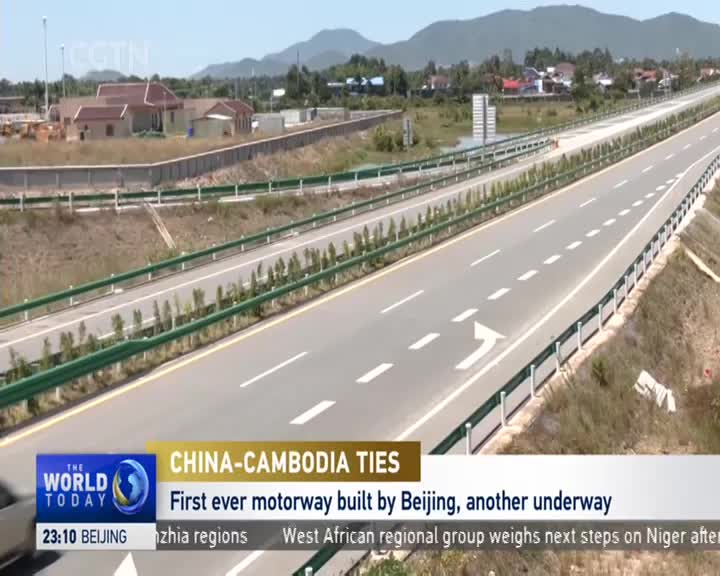 CGTN
CHINA-CAMBODIA TIES
THE
WORLD
TODAY
First ever motorway built by Beijing, another underway
23:10 BEIJING
regions West African regional group weighs next steps on Niger after